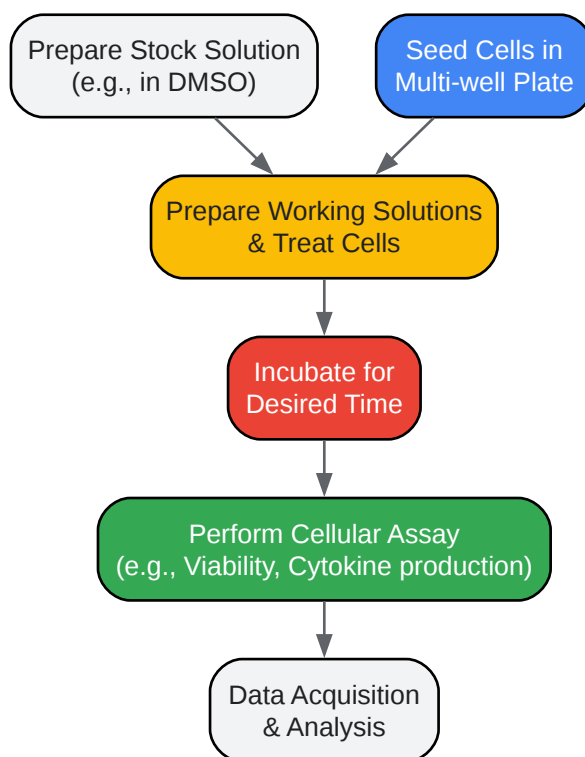 Prepare Stock Solution
(e.g., in DMSO)
Seed Cells in
Multi-well Plate
Prepare Working Solutions
& Treat Cells
Incubate for
Desired Time
Perform Cellular Assay
(e.g., Viability, Cytokine production)
Data Acquisition
& Analysis